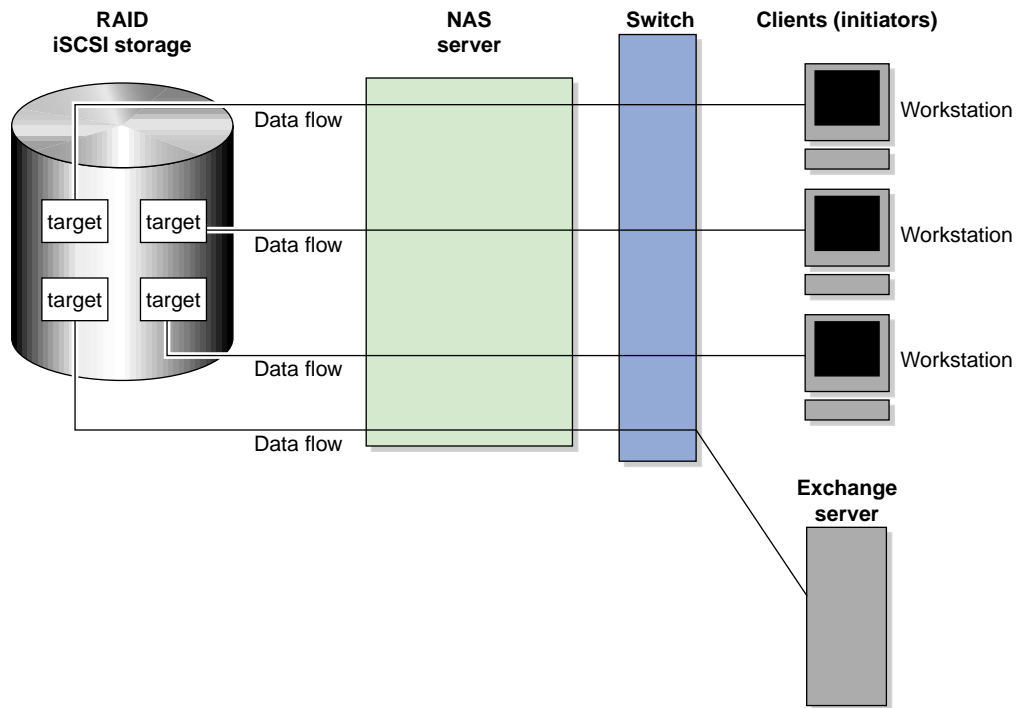 RAID
iSCSI storage
NAS
server
Switch
Clients (initiators)
Data flow
Workstation
target
target
Data flow
Workstation
target
target
Data flow
Workstation
Data flow
Exchange
server